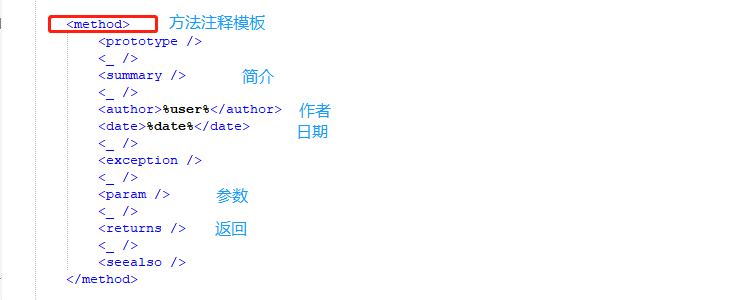 <method> 方法注释模板
<prototype />
<_ />
<summary /> 简介
<_ />
<author>%user%</author> 作者
<date>%date%</date> 日期
<_ />
<exception />
<_ />
<param /> 参数
<_ />
<returns /> 返回
<_ />
<seealso />
</method>